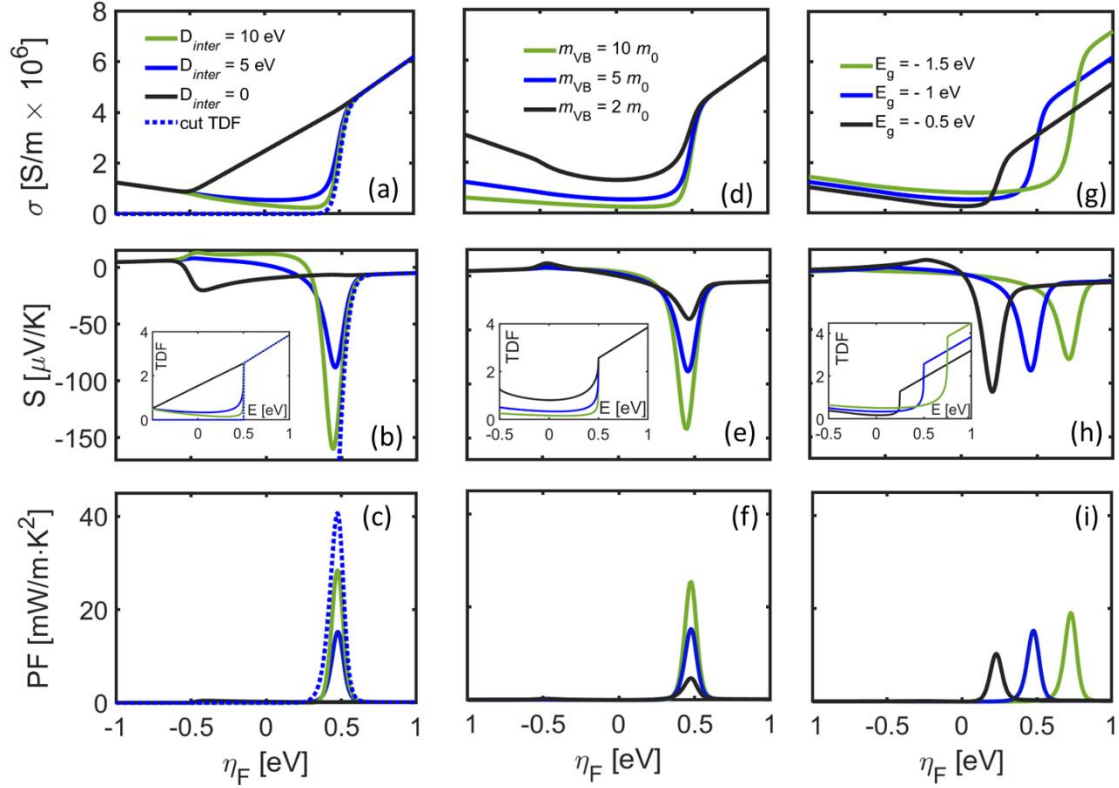 σ [S/m × 10⁶]
8
6
4
2
0
D_inter = 10 eV
D_inter = 5 eV
D_inter = 0
cut TDF
(a)
m_VB = 10 m_0
m_VB = 5 m_0
m_VB = 2 m_0
(d)
E_g = - 1.5 eV
E_g = - 1 eV
E_g = - 0.5 eV
(g)
S [μV/K]
0
-50
-100
-150
4
2
0
TDF
E [eV]
0 0.5 1
(b)
4
2
0
TDF
E [eV]
-0.5 0 0.5 1
(e)
4
2
0
TDF
E [eV]
-0.5 0 0.5 1
(h)
PF [mW/m·K²]
40
20
0
(c)
(f)
(i)
-1 -0.5 0 0.5 1
1 -0.5 0 0.5 1
1 -0.5 0 0.5 1
η_F [eV]
η_F [eV]
η_F [eV]